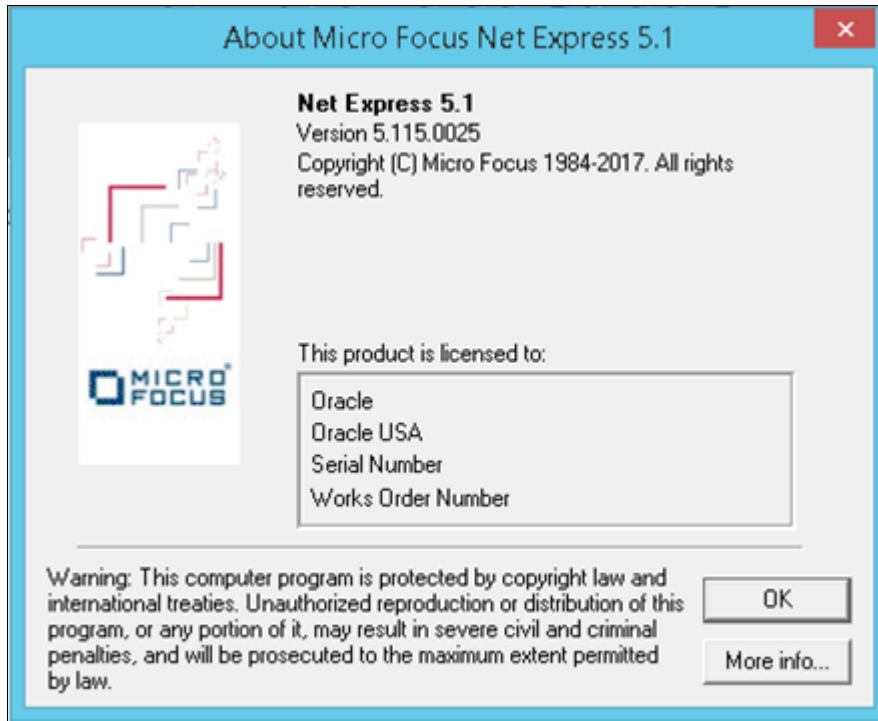 About Micro Focus Net Express 5.1
Net Express 5.1
Version 5.115.0025
Copyright (C) Micro Focus 1984-2017. All rights
reserved.
MICRO
FOCUS
This product is licensed to:
Oracle
Oracle USA
Serial Number
Works Order Number
Warning: This computer program is protected by copyright law and
international treaties. Unauthorized reproduction or distribution of this
program, or any portion of it, may result in severe civil and criminal
penalties, and will be prosecuted to the maximum extent permitted
by law.
OK
More info...